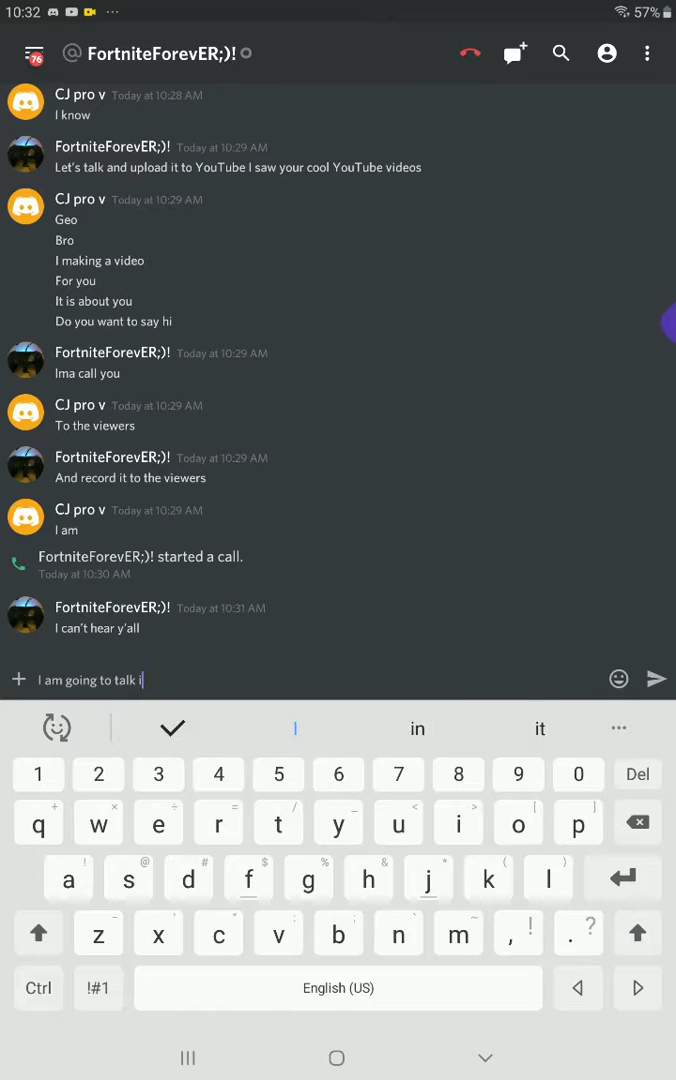 10:32 57%
76 @ FortniteForevER;)!
CJ pro v Today at 10:28 AM
I know
FortniteForevER;)! Today at 10:29 AM
Let's talk and upload it to YouTube I saw your cool YouTube videos
CJ pro v Today at 10:29 AM
Geo
Bro
I making a video
For you
It is about you
Do you want to say hi
FortniteForevER;)! Today at 10:29 AM
Ima call you
CJ pro v Today at 10:29 AM
To the viewers
FortniteForevER;)! Today at 10:29 AM
And record it to the viewers
CJ pro v Today at 10:29 AM
I am
FortniteForevER;)! started a call.
Today at 10:30 AM
FortniteForevER;)! Today at 10:31 AM
I can't hear y'all
I am going to talk i
I in it
1 2 3 4 5 6 7 8 9 0 Del
+ × ÷ = / _ < > [ ]
q w e r t y u i o p
! @ # $ % & * ( )
a s d f g h j k l
- ' " : ; ` ~ ! ?
z x c v b n m , .
Ctrl !#1 English (US)